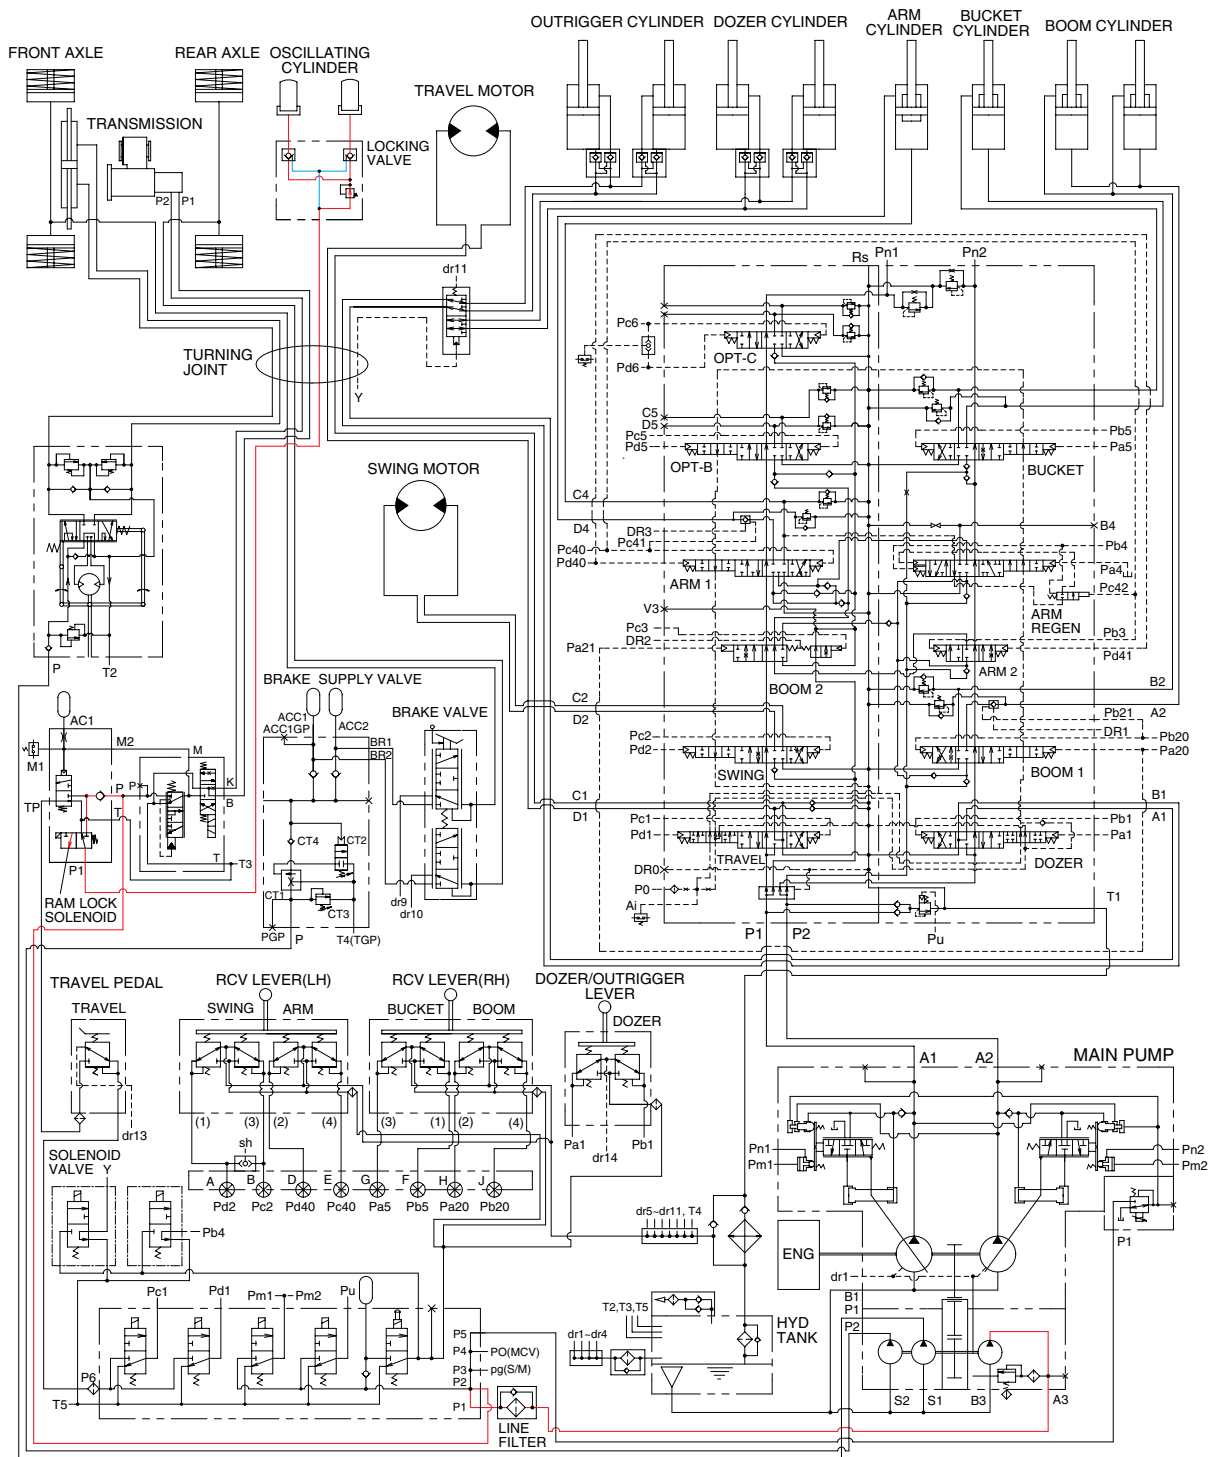 OUTRIGGER CYLINDER
DOZER CYLINDER
ARM
CYLINDER
BUCKET
CYLINDER
BOOM CYLINDER
FRONT AXLE
REAR AXLE
OSCILLATING
CYLINDER
TRAVEL MOTOR
TRANSMISSION
LOCKING
VALVE
P2
P1
dr11
Rs
Pn1
Pn2
TURNING
JOINT
Y
Pc6
Pd6
OPT-C
C5
D5
Pc5
Pd5
OPT-B
Pb5
Pa5
BUCKET
SWING MOTOR
C4
D4
DR3
Pc41
Pc40
Pd40
ARM 1
B4
Pb4
Pa4
Pc42
ARM
REGEN
V3
Pc3
DR2
Pa21
BOOM 2
Pb3
Pd41
ARM 2
P
T2
BRAKE SUPPLY VALVE
ACC1
ACC1GP
ACC2
BRAKE VALVE
BR1
BR2
C2
D2
Pc2
Pd2
SWING
B2
A2
Pb21
DR1
Pb20
Pa20
BOOM 1
AC1
M2
M
M1
K
B
P
P
TP
T
T
T3
P1
RAM LOCK
SOLENOID
CT4
CT2
CT1
CT3
PGP
P
T4(TGP)
dr9
dr10
C1
D1
Pc1
Pd1
TRAVEL
B1
A1
Pb1
Pa1
DOZER
DR0
P0
Ai
T1
P1
P2
Pu
TRAVEL PEDAL
TRAVEL
dr13
RCV LEVER(LH)
SWING
ARM
(1)
(3)
(2)
(4)
RCV LEVER(RH)
BUCKET
BOOM
(3)
(1)
(2)
(4)
DOZER/OUTRIGGER
LEVER
DOZER
Pa1
Pb1
dr14
A1
A2
MAIN PUMP
Pn1
Pm1
Pn2
Pm2
P1
sh
A
B
D
E
G
F
H
J
Pd2
Pc2
Pd40
Pc40
Pa5
Pb5
Pa20
Pb20
SOLENOID
VALVE
Y
Pb4
dr5~dr11, T4
ENG
dr1
B1
P1
P2
Pc1
Pd1
Pm1
Pm2
Pu
T2,T3,T5
HYD
TANK
dr1~dr4
P5
P4
PO(MCV)
P3
pg(S/M)
P2
P1
P6
T5
LINE
FILTER
S2
S1
B3
A3